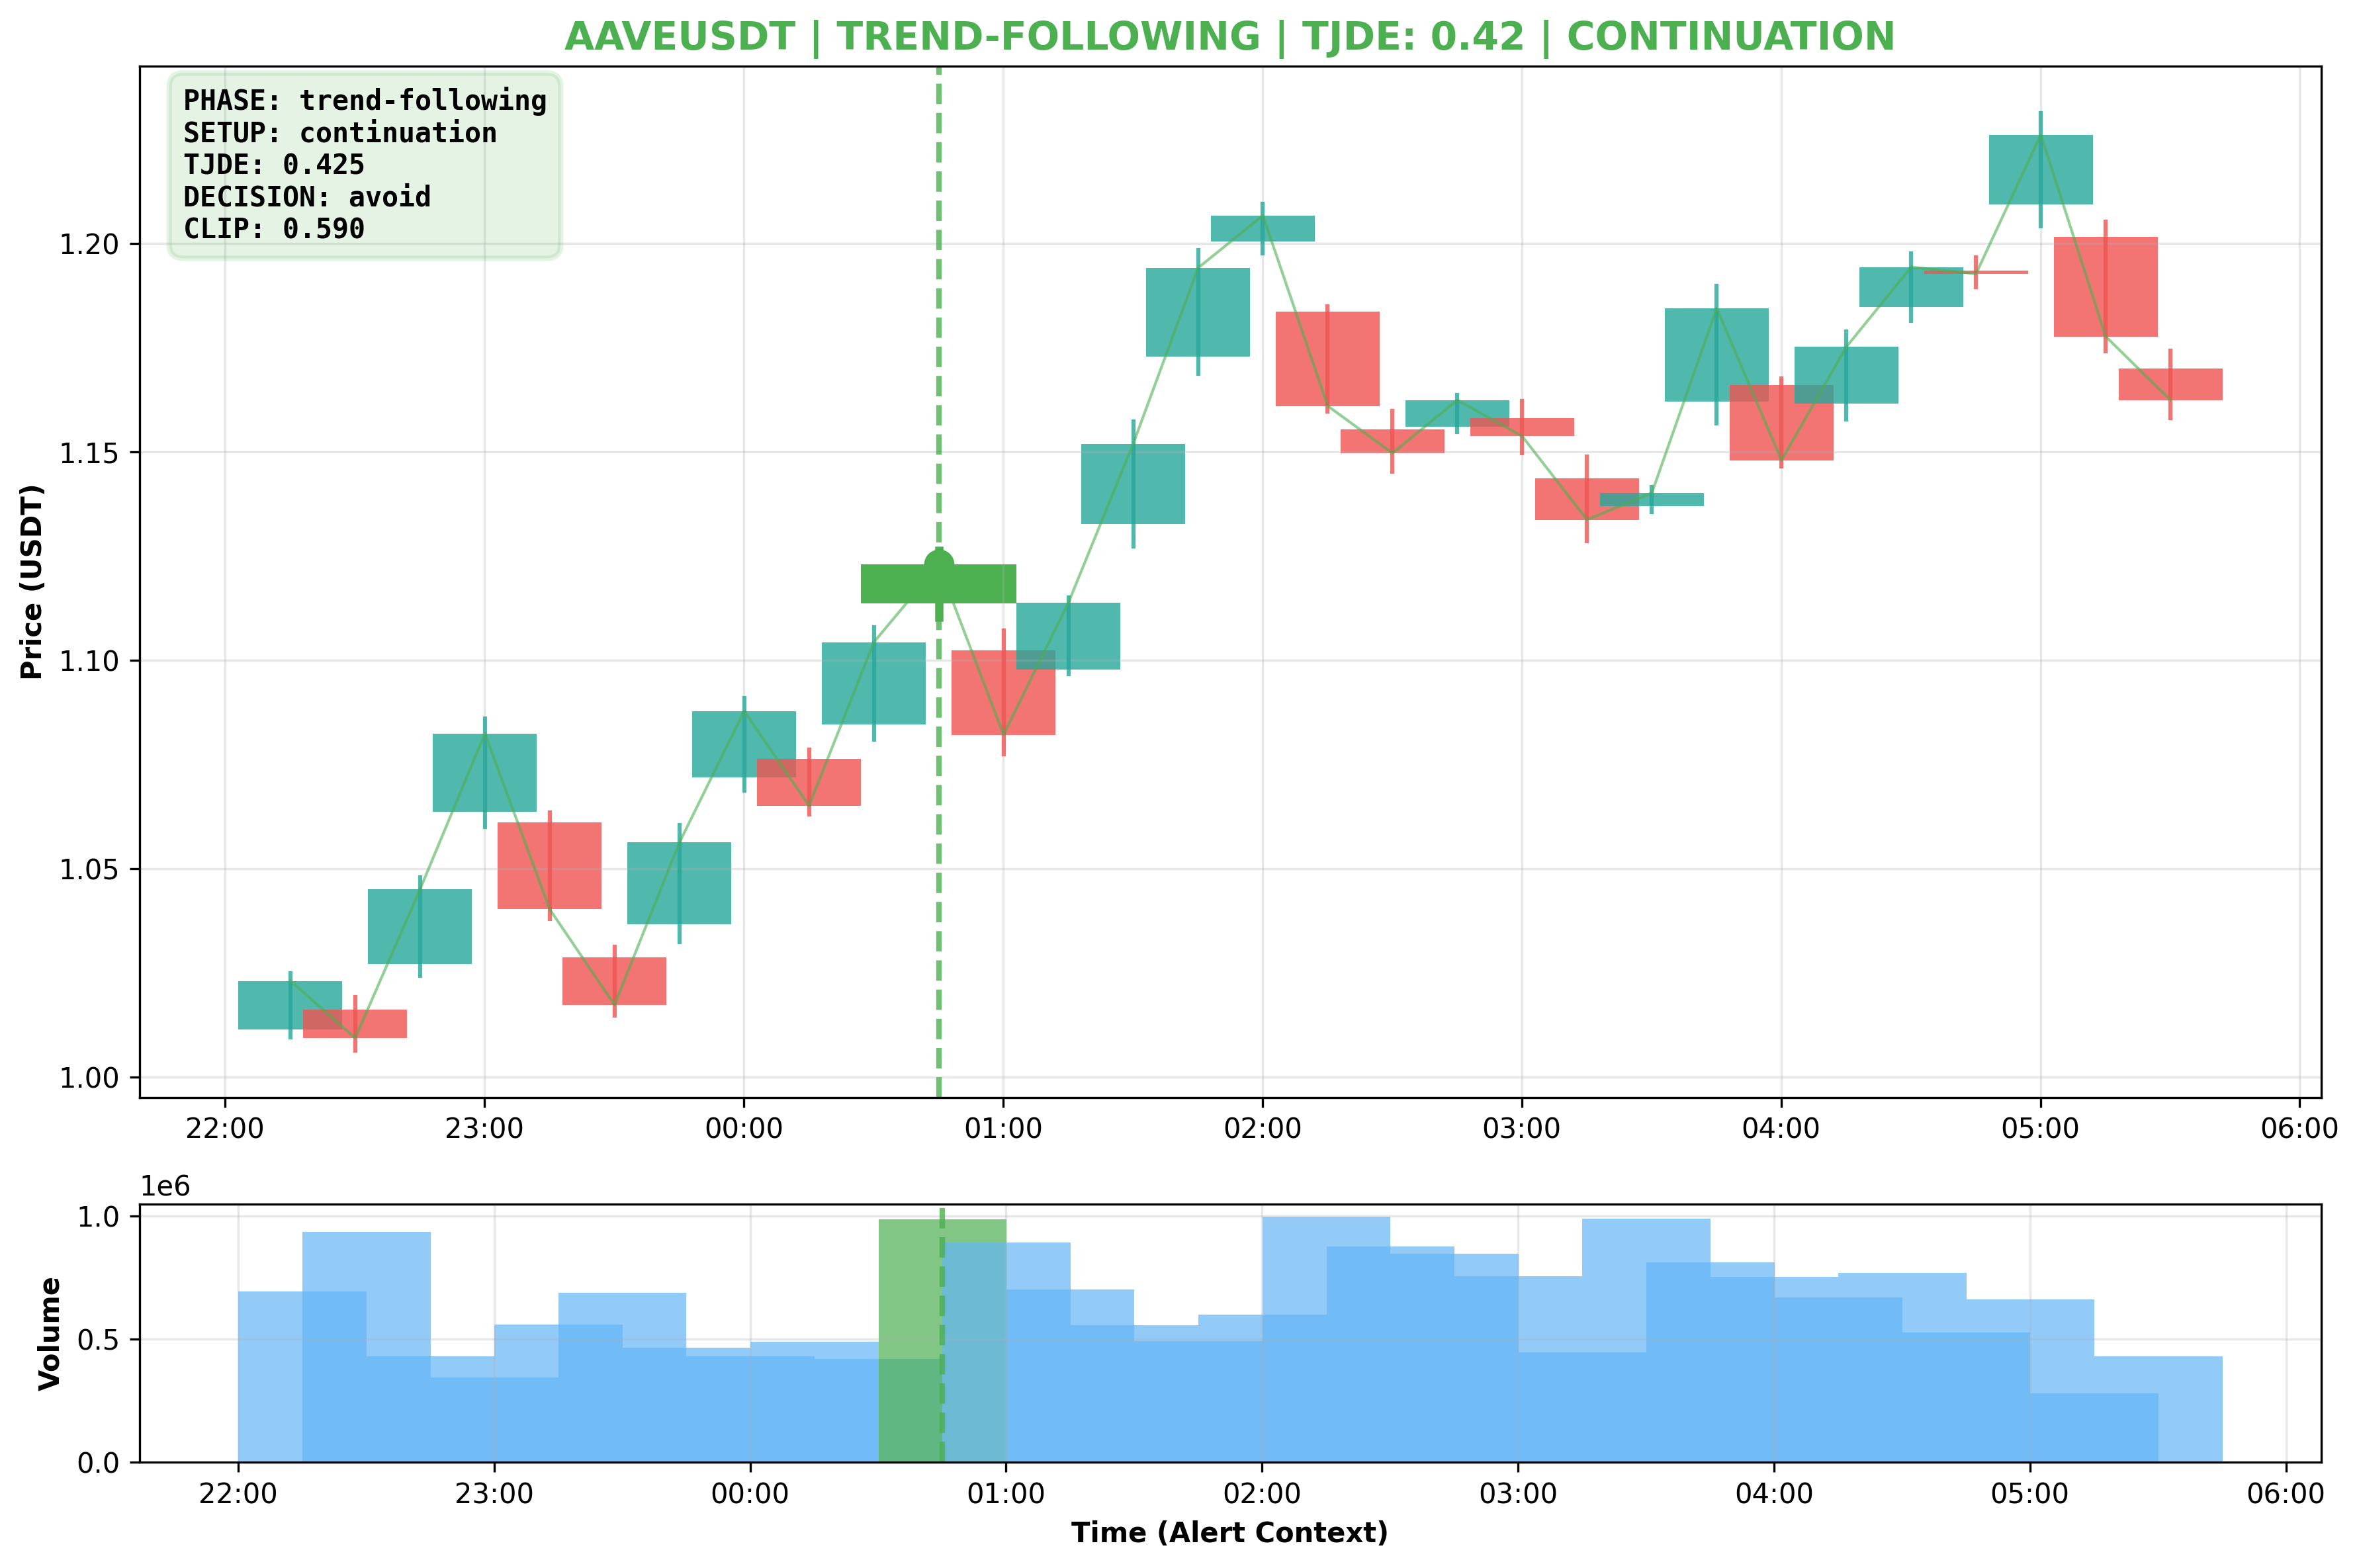 AAVEUSDT | TREND-FOLLOWING | TJDE: 0.42 | CONTINUATION
PHASE: trend-following
SETUP: continuation
TJDE: 0.425
DECISION: avoid
CLIP: 0.590
Price (USDT)
1.20
1.15
1.10
1.05
1.00
22:00 23:00 00:00 01:00 02:00 03:00 04:00 05:00 06:00
1e6
Volume
1.0
0.5
0.0
22:00 23:00 00:00 01:00 02:00 03:00 04:00 05:00 06:00
Time (Alert Context)